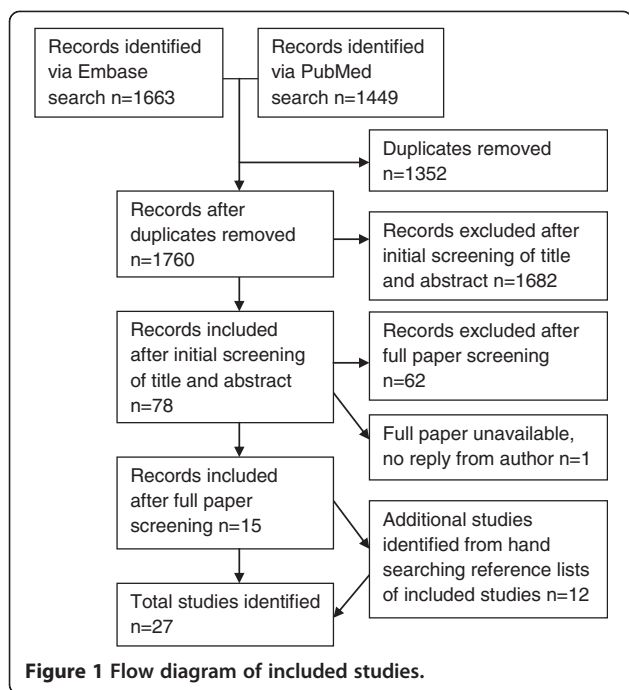 Records identified
via Embase
search n=1663
Records identified
via PubMed
search n=1449
Duplicates removed
n=1352
Records after
duplicates removed
n=1760
Records excluded after
initial screening of title
and abstract n=1682
Records included
after initial screening
of title and abstract
n=78
Records excluded after
full paper screening
n=62
Full paper unavailable,
no reply from author n=1
Records included
after full paper
screening n=15
Additional studies
identified from hand
searching reference lists
of included studies n=12
Total studies identified
n=27
Figure 1 Flow diagram of included studies.